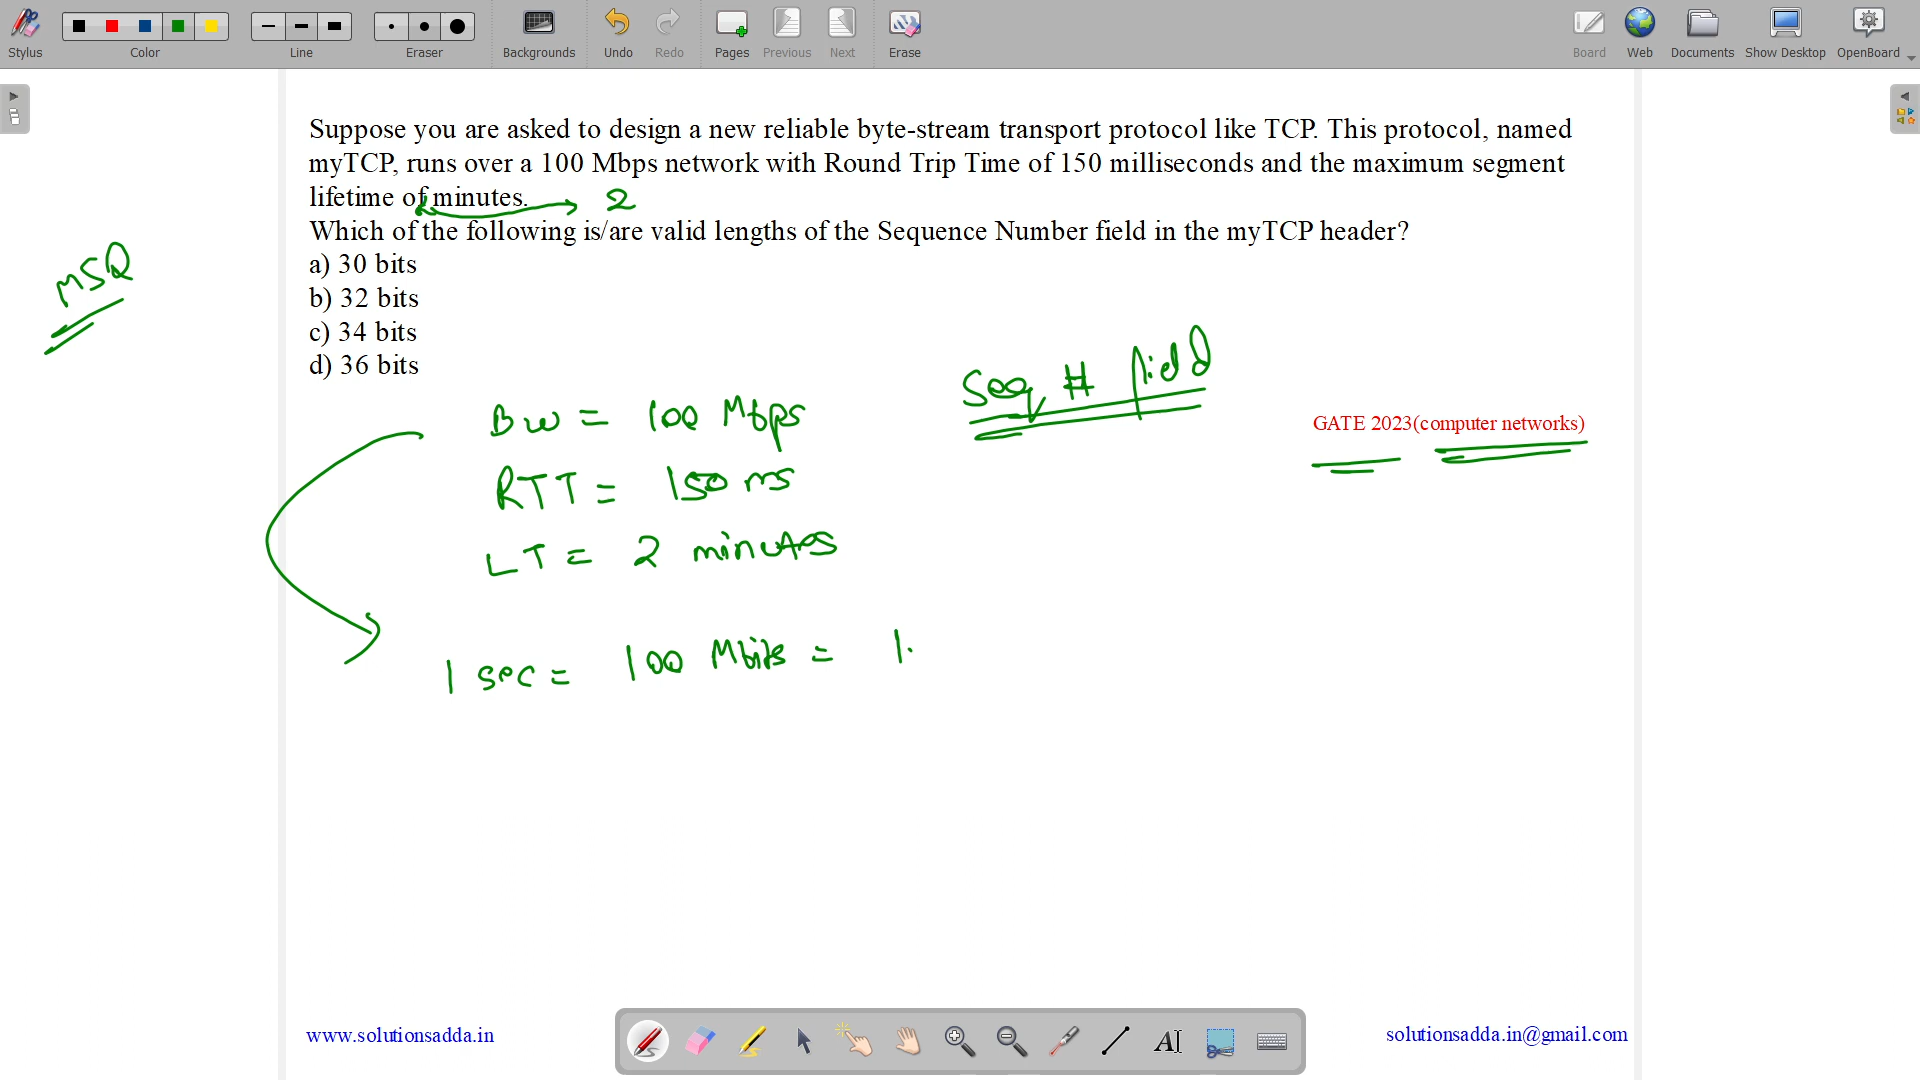 Stylus Color Line Eraser Backgrounds Undo Redo Pages Previous Next Erase Board Web Documents Show Desktop OpenBoard
Suppose you are asked to design a new reliable byte-stream transport protocol like TCP. This protocol, named
myTCP, runs over a 100 Mbps network with Round Trip Time of 150 milliseconds and the maximum segment
lifetime of minutes. 2
Which of the following is/are valid lengths of the Sequence Number field in the myTCP header?
MSQ
a) 30 bits
b) 32 bits
c) 34 bits
d) 36 bits
Seq # field
BW = 100 Mbps
GATE 2023(computer networks)
RTT = 150 ms
LT = 2 minutes
1 sec = 100 Mbits = 1.
www.solutionsadda.in
solutionsadda.in@gmail.com
AI